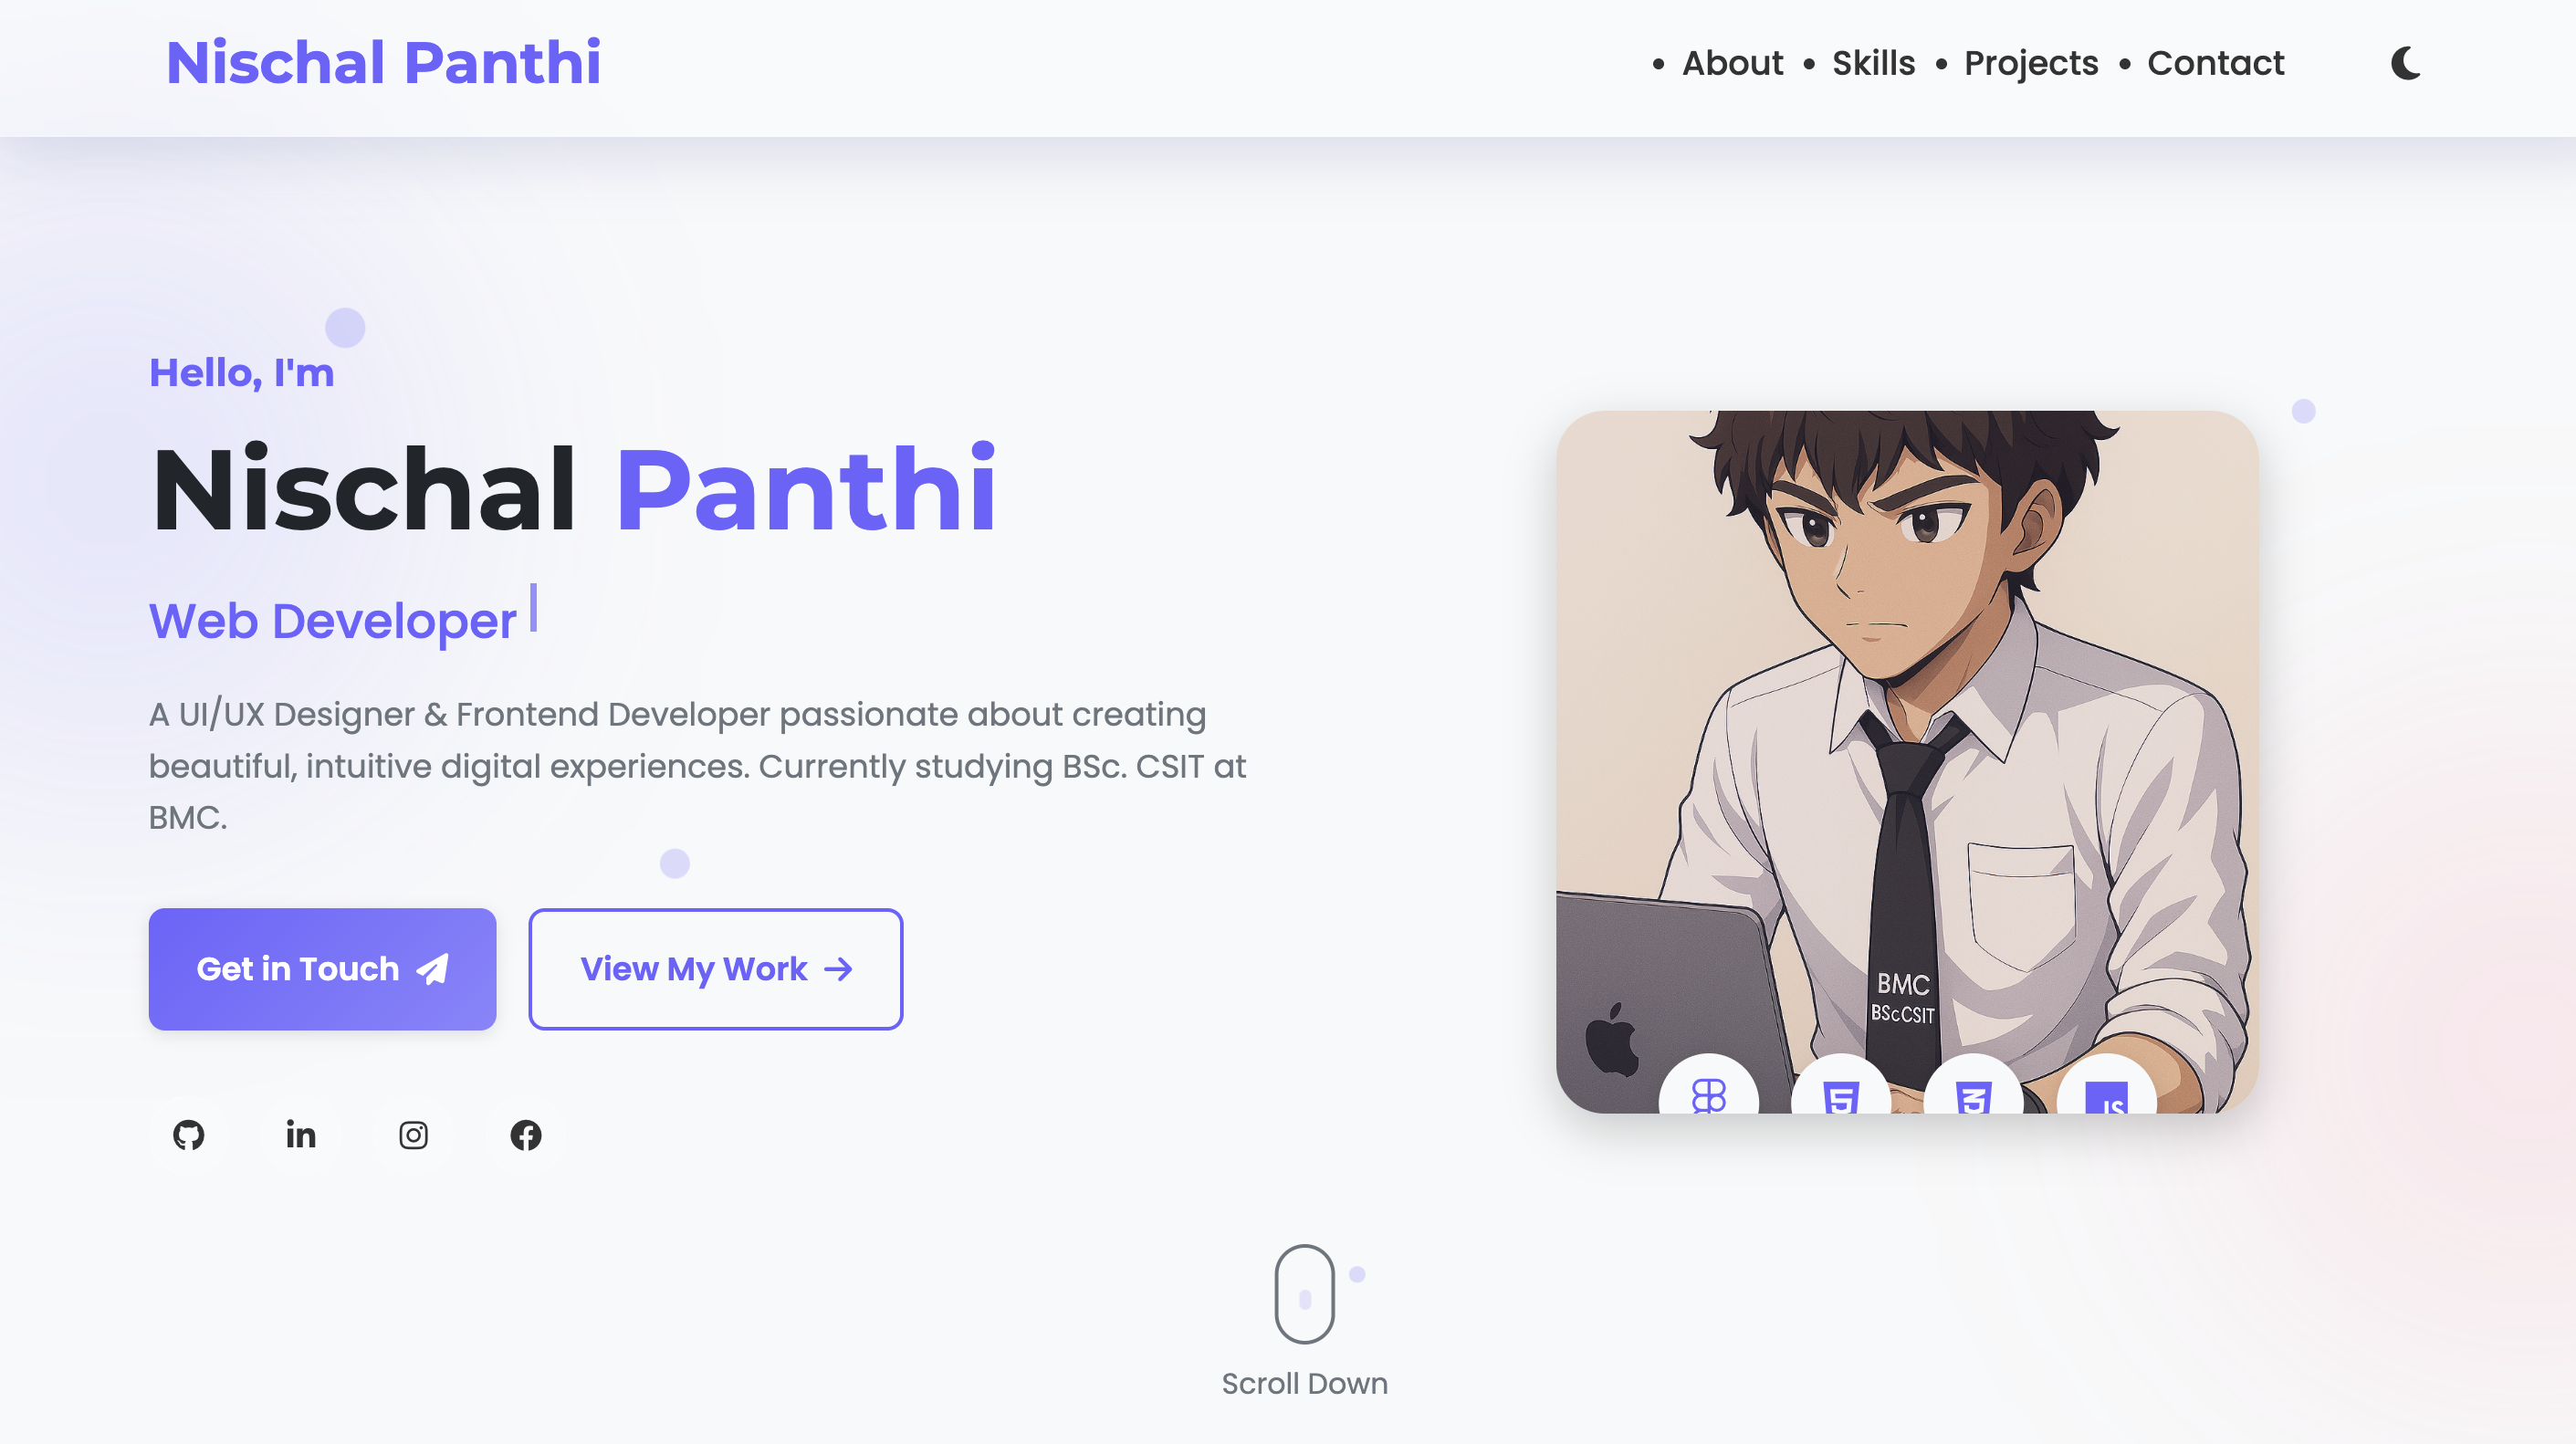 Nischal Panthi
• About • Skills • Projects • Contact
Hello, I'm
Nischal Panthi
Web Developer
A UI/UX Designer & Frontend Developer passionate about creating
beautiful, intuitive digital experiences. Currently studying BSc. CSIT at
BMC.
Get in Touch
View My Work
BMC
BScCSIT
5
3
JS
Scroll Down